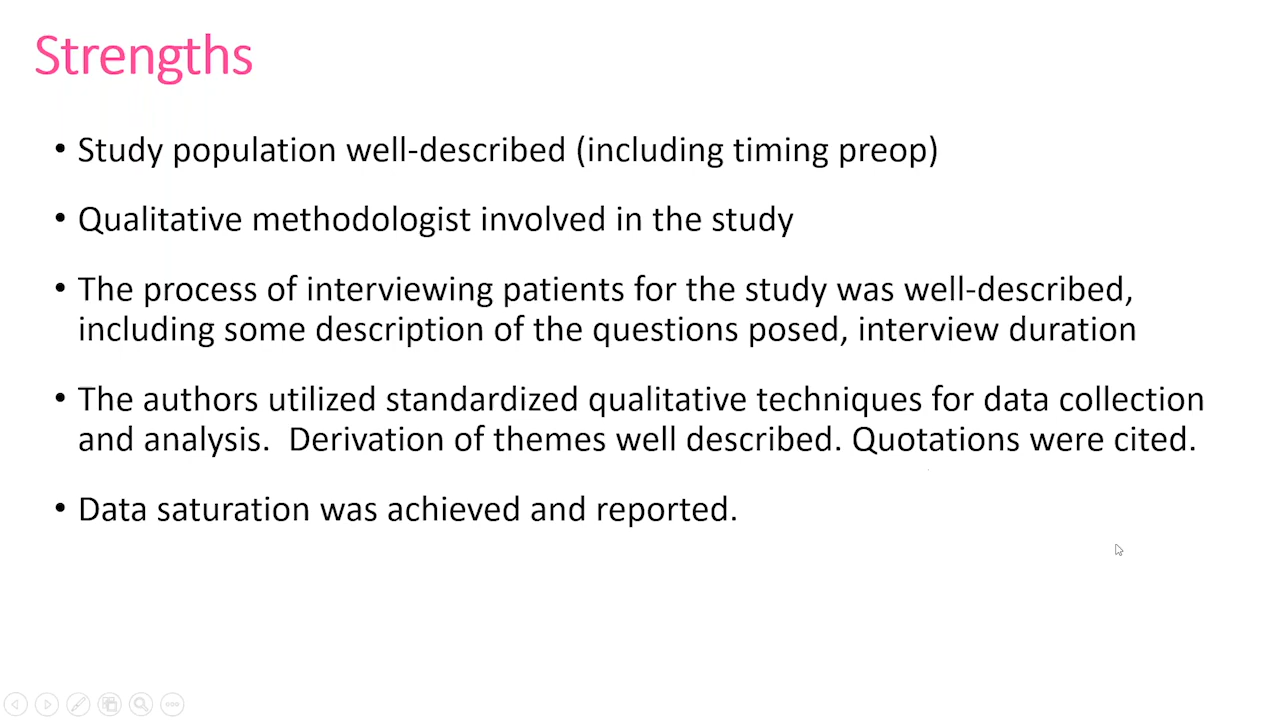 Strengths
• Study population well-described (including timing preop)
• Qualitative methodologist involved in the study
• The process of interviewing patients for the study was well-described,
including some description of the questions posed, interview duration
• The authors utilized standardized qualitative techniques for data collection
and analysis.  Derivation of themes well described. Quotations were cited.
• Data saturation was achieved and reported.